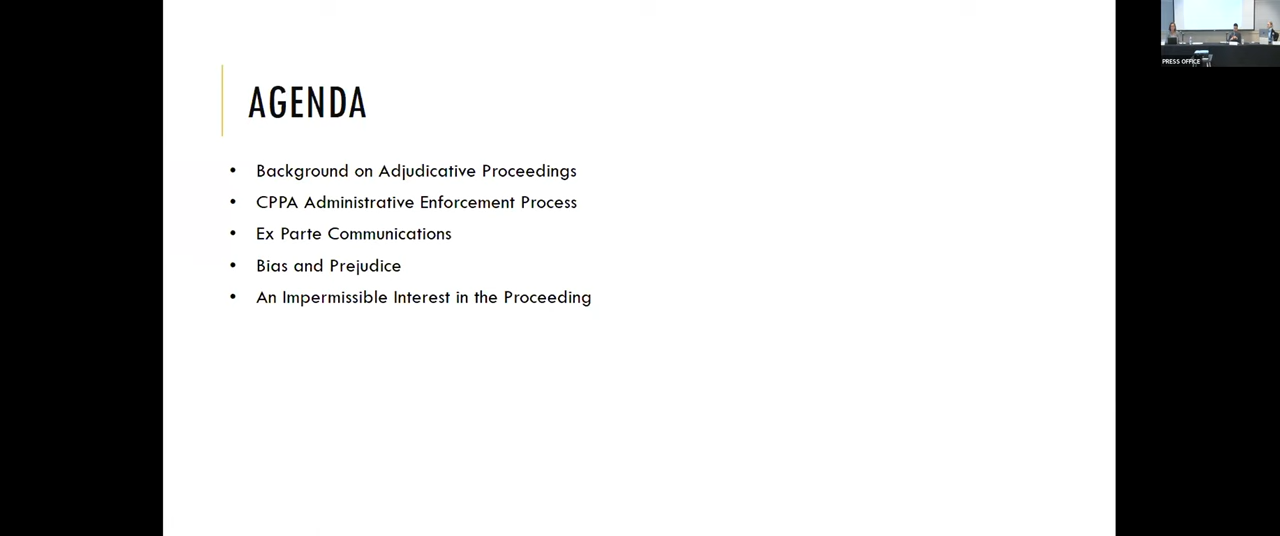 AGENDA
• Background on Adjudicative Proceedings
• CPPA Administrative Enforcement Process
• Ex Parte Communications
• Bias and Prejudice
• An Impermissible Interest in the Proceeding
PRESS OFFICE